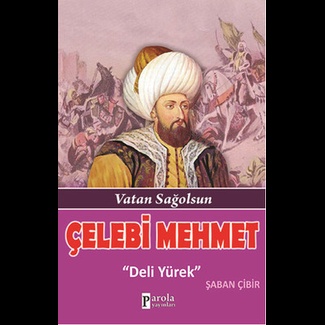 Vatan Sağolsun
ÇELEBİ MEHMET
“Deli Yürek”
ŞABAN ÇİBİR
Parola
yayınları